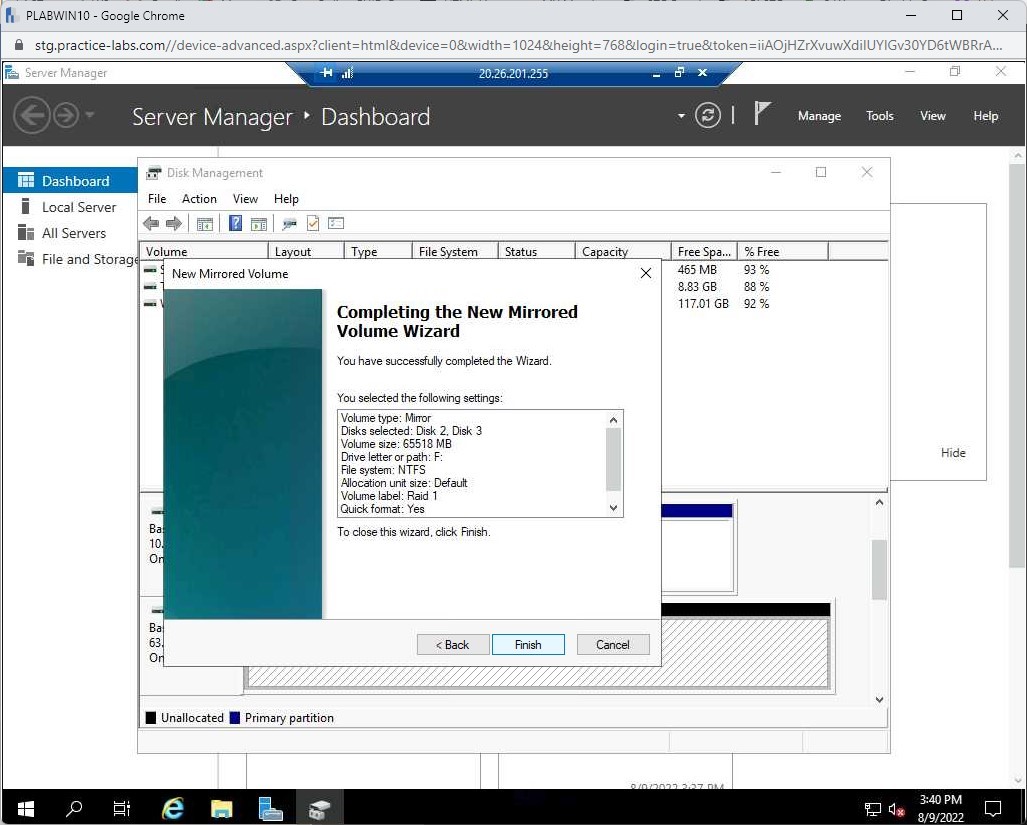 PLABWIN10 - Google Chrome
stg.practice-labs.com//device-advanced.aspx?client=html&device=0&width=1024&height=768&login=true&token=iiAOjHZrXvuwXdiIUYIGv30YD6tWBRrA...
Server Manager
20.26.201.255
Server Manager ‣ Dashboard
Manage Tools View Help
Dashboard
Local Server
All Servers
File and Storage
Disk Management
File Action View Help
Volume Layout Type File System Status Capacity Free Spa... % Free
465 MB 93 %
8.83 GB 88 %
117.01 GB 92 %
New Mirrored Volume
Completing the New Mirrored
Volume Wizard
You have successfully completed the Wizard.
You selected the following settings:
Volume type: Mirror
Disks selected: Disk 2, Disk 3
Volume size: 65518 MB
Drive letter or path: F:
File system: NTFS
Allocation unit size: Default
Volume label: Raid 1
Quick format: Yes
To close this wizard, click Finish.
< Back Finish Cancel
Hide
Ba
10.
On
Ba
63.
On
Unallocated Primary partition
8/9/2022 3:37 PM
3:40 PM
8/9/2022